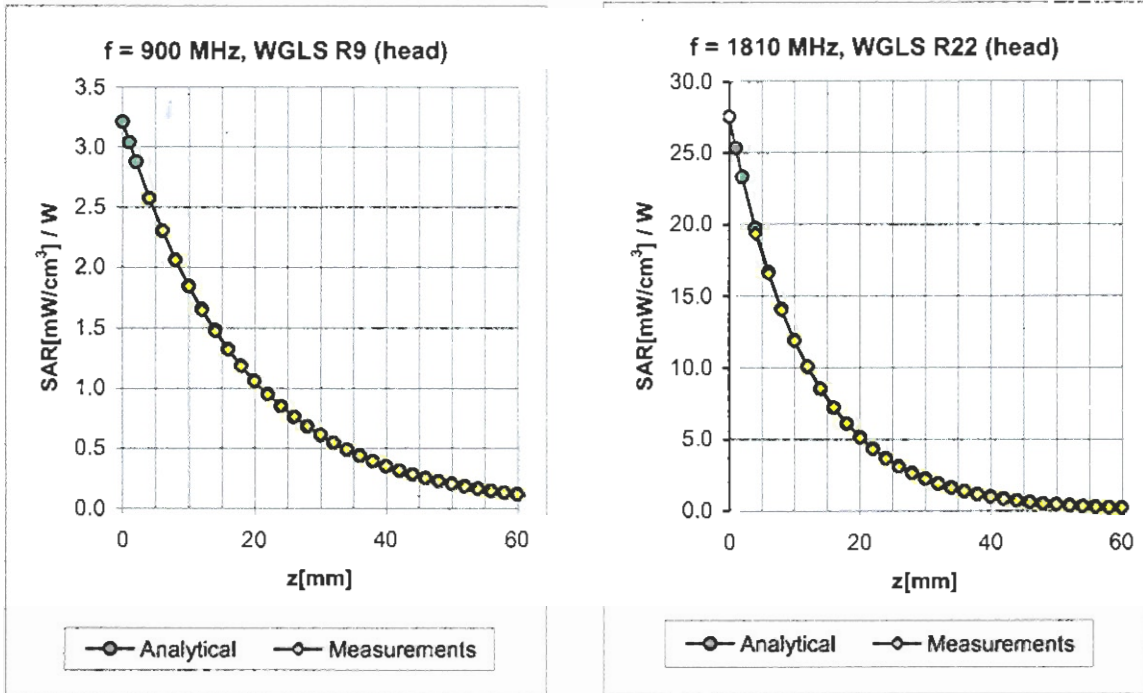 f = 900 MHz, WGLS R9 (head)
SAR[mW/cm³] / W
3.5
3.0
2.5
2.0
1.5
1.0
0.5
0.0
0 20 40 60
z[mm]
Analytical Measurements
f = 1810 MHz, WGLS R22 (head)
SAR[mW/cm³] / W
30.0
25.0
20.0
15.0
10.0
5.0
0.0
0 20 40 60
z[mm]
Analytical Measurements